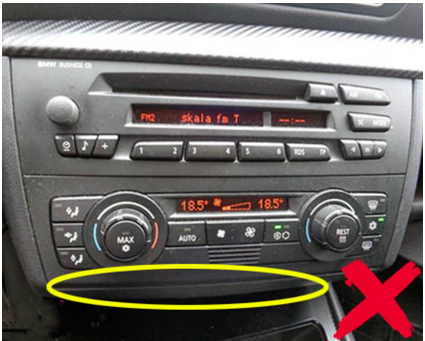 BMW BUSINESS CD
FM2 skala fm T --:--
1 2 3 4 5 6 RDS TP
18.5° 18.5°
MAX
AUTO
REST